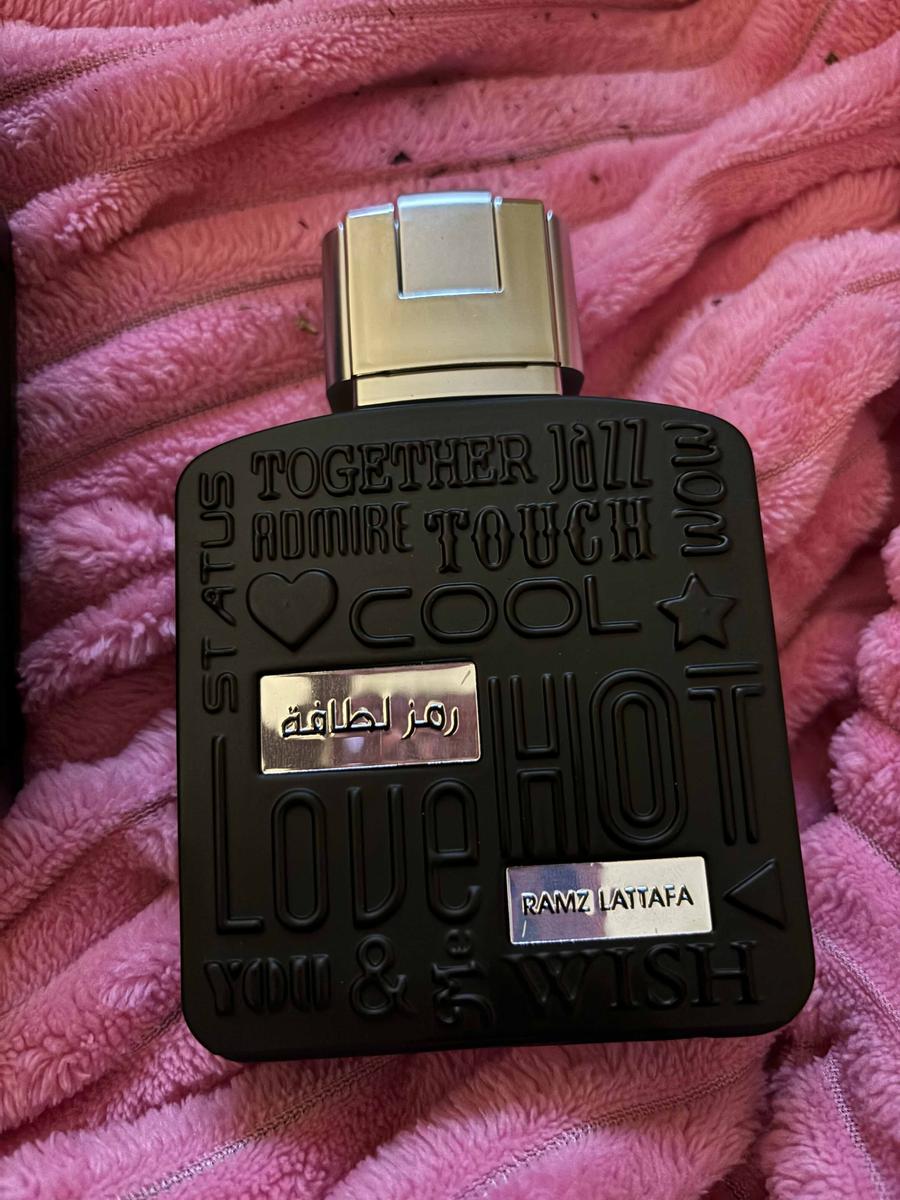 TOGETHER JAZZ
WOW
STATUS
ADMIRE TOUCH
COOL
رمز لطافة
HOT
Love
RAMZ LATTAFA
YOU & Me WISH